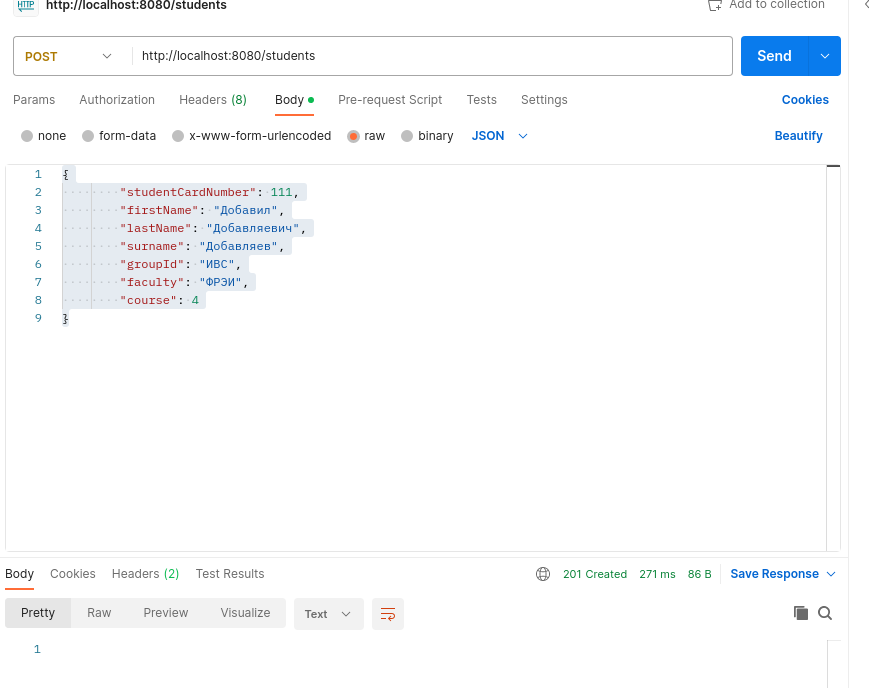 HTTP http://localhost:8080/students Add to collection
POST http://localhost:8080/students Send
Params Authorization Headers (8) Body Pre-request Script Tests Settings Cookies
none form-data x-www-form-urlencoded raw binary JSON Beautify
1 {
2 "studentCardNumber": 111,
3 "firstName": "Добавил",
4 "lastName": "Добавляевич",
5 "surname": "Добавляев",
6 "groupId": "ИВС",
7 "faculty": "ФРЭИ",
8 "course": 4
9 }
Body Cookies Headers (2) Test Results 201 Created 271 ms 86 B Save Response
Pretty Raw Preview Visualize Text
1